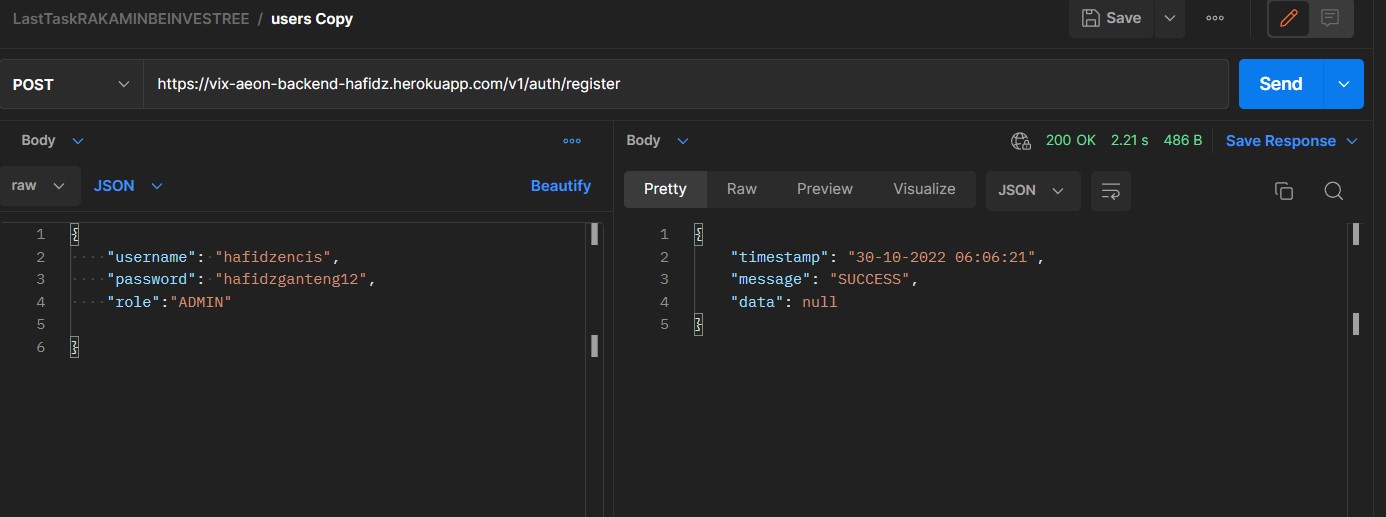 LastTaskRAKAMINBEINVESTREE / users Copy
Save
POST https://vix-aeon-backend-hafidz.herokuapp.com/v1/auth/register Send
Body
raw JSON Beautify
1 {
2 "username": "hafidzencis",
3 "password": "hafidzganteng12",
4 "role":"ADMIN"
5
6 }
Body 200 OK 2.21 s 486 B Save Response
Pretty Raw Preview Visualize JSON
1 {
2 "timestamp": "30-10-2022 06:06:21",
3 "message": "SUCCESS",
4 "data": null
5 }